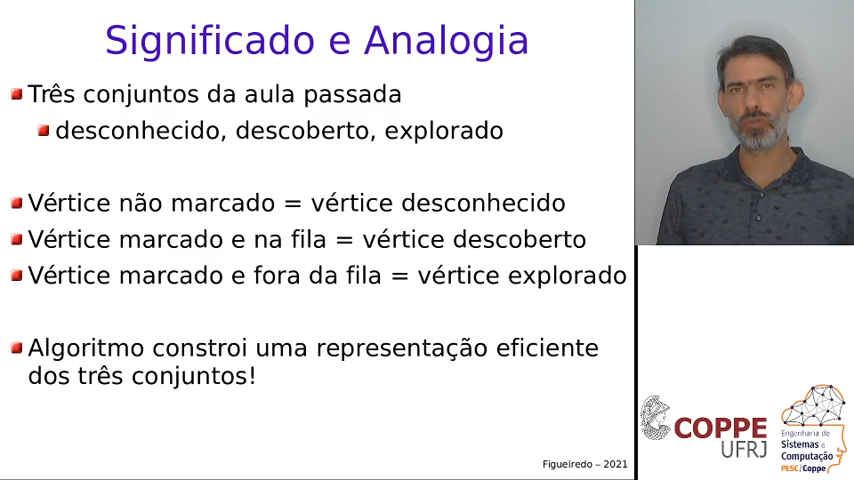 Significado e Analogia
Três conjuntos da aula passada
desconhecido, descoberto, explorado
Vértice não marcado = vértice desconhecido
Vértice marcado e na fila = vértice descoberto
Vértice marcado e fora da fila = vértice explorado
Algoritmo constroi uma representação eficiente
dos três conjuntos!
Figueiredo – 2021
COPPE
UFRJ
Engenharia de
Sistemas e
Computação
PESC/Coppe